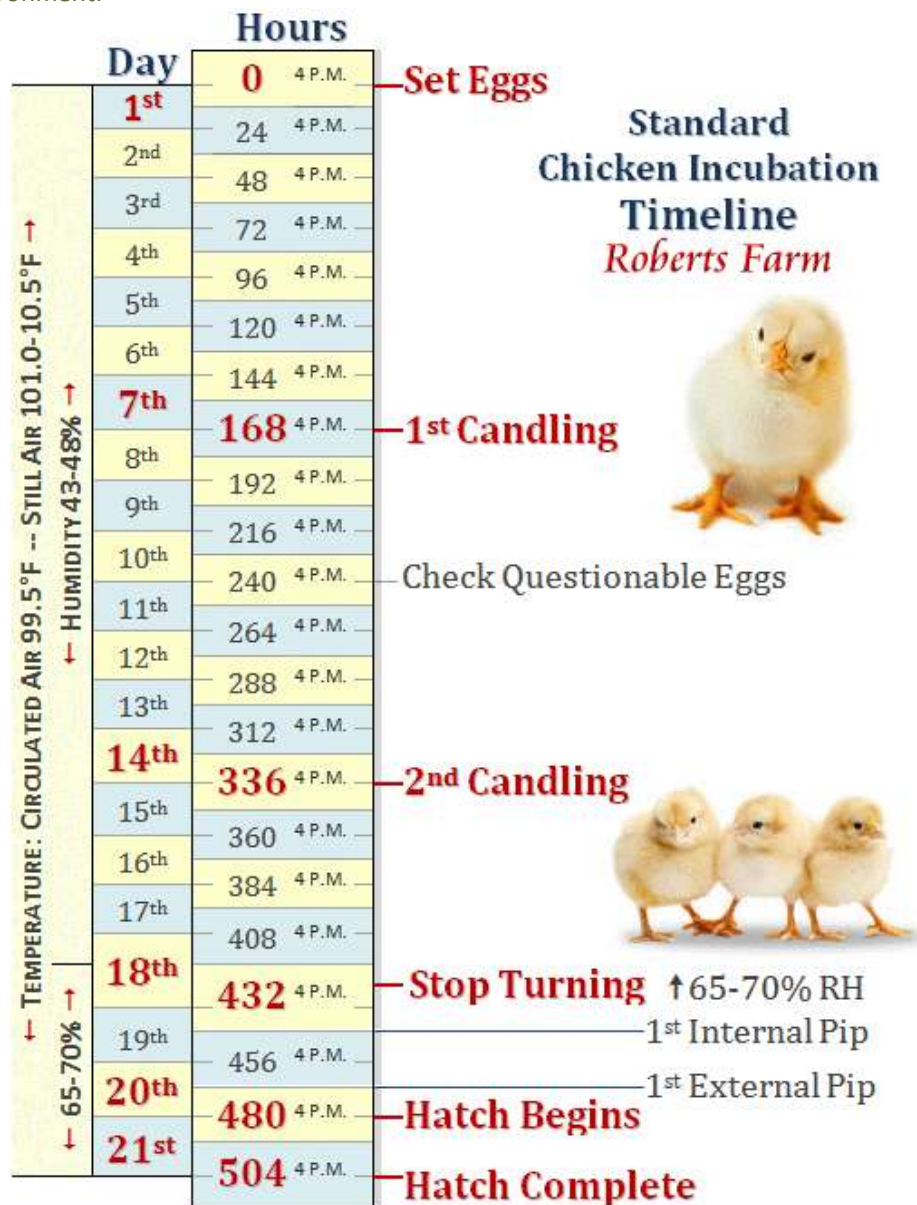 Hours
Day
0 4 P.M. Set Eggs
1st
24 4 P.M.
2nd
48 4 P.M.
3rd
72 4 P.M.
4th
96 4 P.M.
5th
120 4 P.M.
6th
144 4 P.M.
7th
168 4 P.M. 1st Candling
8th
192 4 P.M.
9th
216 4 P.M.
10th
240 4 P.M. Check Questionable Eggs
11th
264 4 P.M.
12th
288 4 P.M.
13th
312 4 P.M.
14th
336 4 P.M. 2nd Candling
15th
360 4 P.M.
16th
384 4 P.M.
17th
408 4 P.M.
18th
432 4 P.M. Stop Turning ↑65-70% RH
1st Internal Pip
19th
456 4 P.M.
1st External Pip
20th
480 4 P.M. Hatch Begins
21st
504 4 P.M. Hatch Complete
Standard
Chicken Incubation
Timeline
Roberts Farm
← TEMPERATURE: CIRCULATED AIR 99.5°F -- STILL AIR 101.0-10.5°F →
← HUMIDITY 43-48% →
← 65-70% →